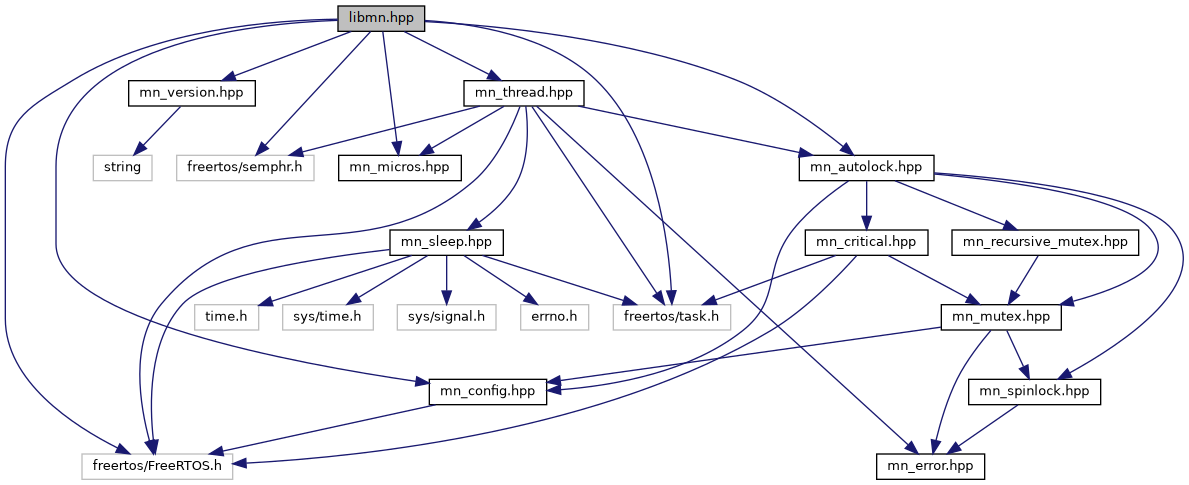 libmn.hpp
mn_version.hpp
mn_thread.hpp
string
freertos/semphr.h
mn_micros.hpp
mn_autolock.hpp
mn_sleep.hpp
mn_critical.hpp
mn_recursive_mutex.hpp
time.h
sys/time.h
sys/signal.h
errno.h
freertos/task.h
mn_mutex.hpp
mn_config.hpp
mn_spinlock.hpp
freertos/FreeRTOS.h
mn_error.hpp